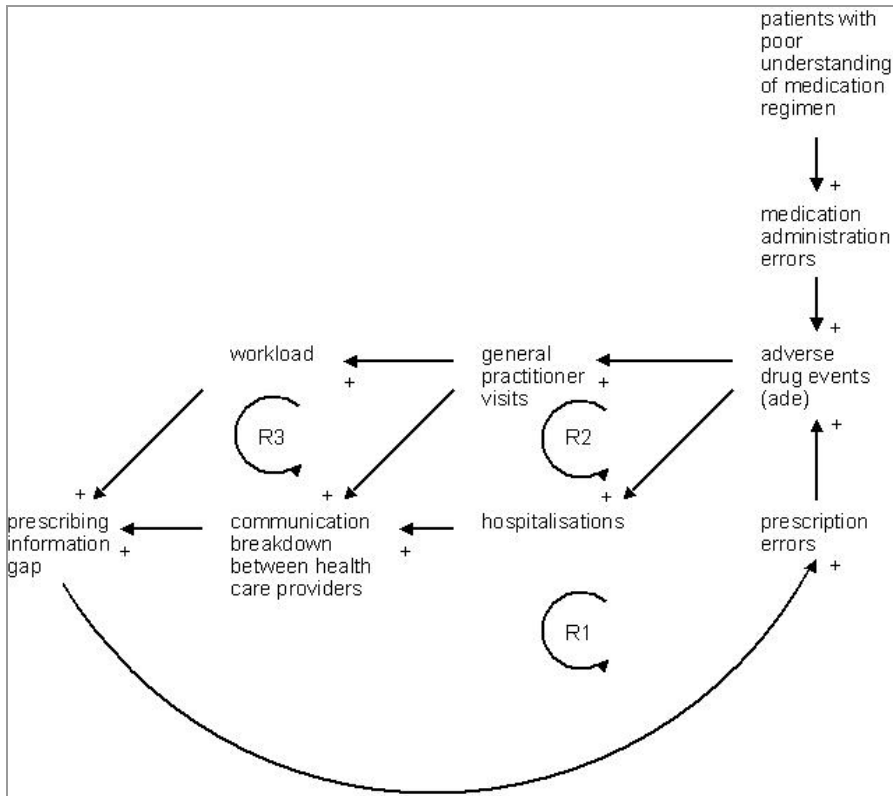 patients with
poor
understanding
of medication
regimen
+
medication
administration
errors
+
workload
general
practitioner
visits
adverse
drug events
(ade)
+
+
+
R3
R2
+
+
+
prescribing
information
gap
communication
breakdown
between health
care providers
hospitalisations
prescription
errors
+
+
+
R1